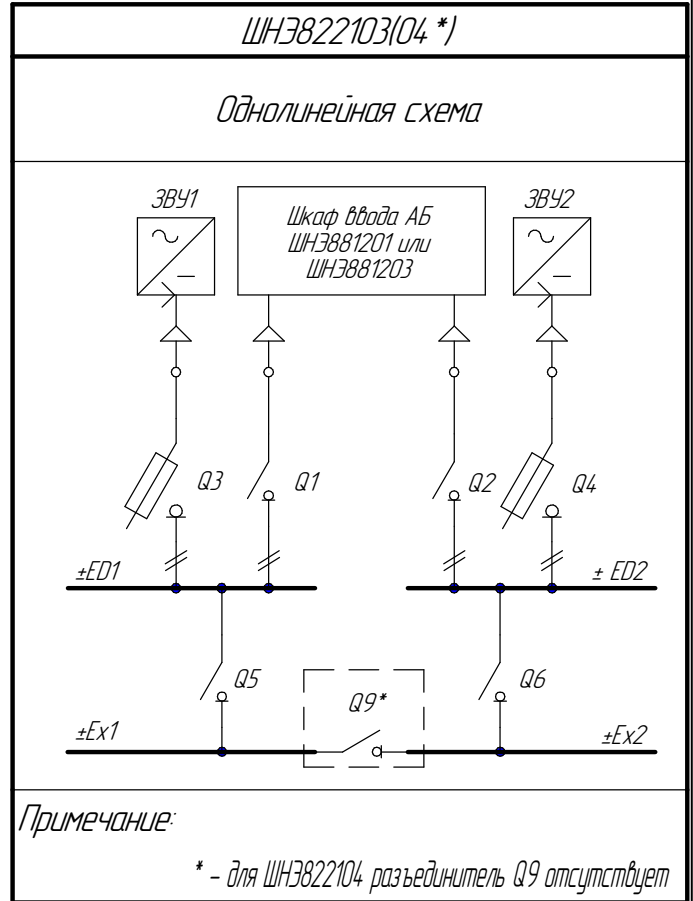 ШНЭ822103(04*)
Однолинейная схема
ЗВУ1
Шкаф ввода АБ
ШНЭ881201 или
ШНЭ881203
ЗВУ2
Q3
Q1
Q2
Q4
±ED1
± ED2
Q5
Q9*
Q6
±Ex1
±Ex2
Примечание:
* - для ШНЭ822104 разъединитель Q9 отсутствует